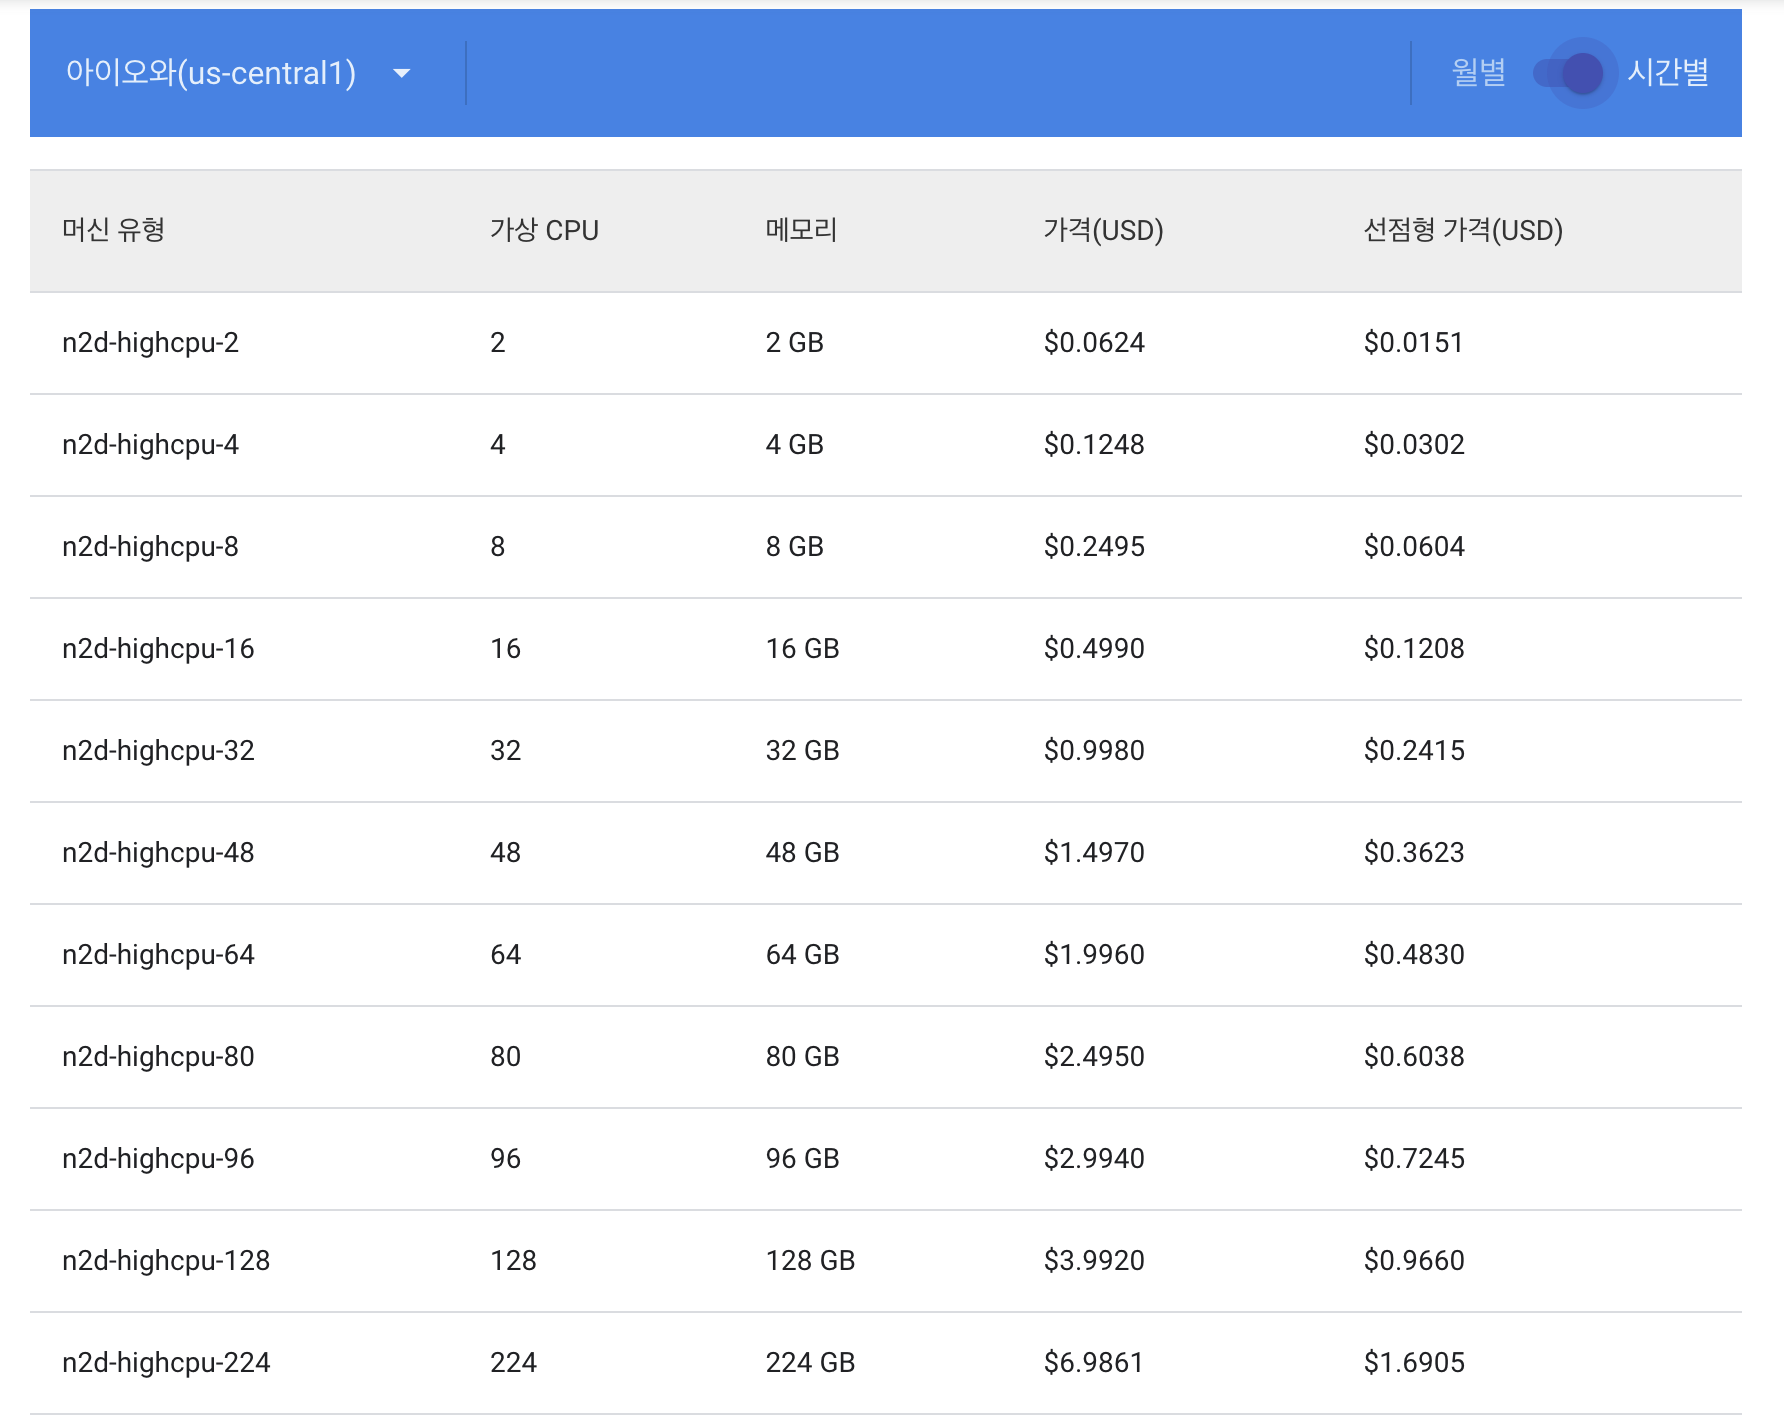 아이오와(us-central1) 월별 시간별
머신 유형 가상 CPU 메모리 가격(USD) 선점형 가격(USD)
n2d-highcpu-2 2 2 GB $0.0624 $0.0151
n2d-highcpu-4 4 4 GB $0.1248 $0.0302
n2d-highcpu-8 8 8 GB $0.2495 $0.0604
n2d-highcpu-16 16 16 GB $0.4990 $0.1208
n2d-highcpu-32 32 32 GB $0.9980 $0.2415
n2d-highcpu-48 48 48 GB $1.4970 $0.3623
n2d-highcpu-64 64 64 GB $1.9960 $0.4830
n2d-highcpu-80 80 80 GB $2.4950 $0.6038
n2d-highcpu-96 96 96 GB $2.9940 $0.7245
n2d-highcpu-128 128 128 GB $3.9920 $0.9660
n2d-highcpu-224 224 224 GB $6.9861 $1.6905